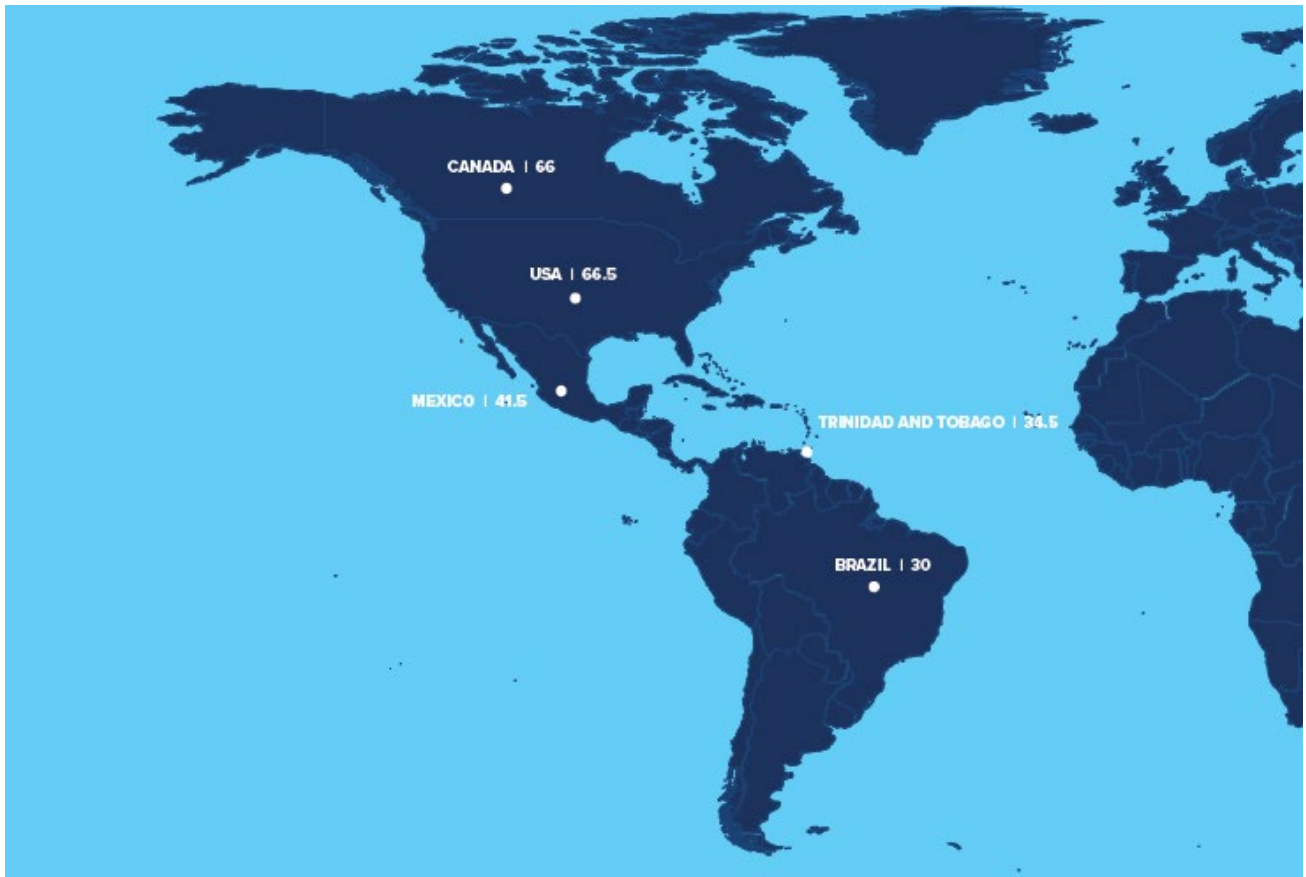 CANADA | 66
USA | 66.5
MEXICO | 41.5
TRINIDAD AND TOBAGO | 34.5
BRAZIL | 30